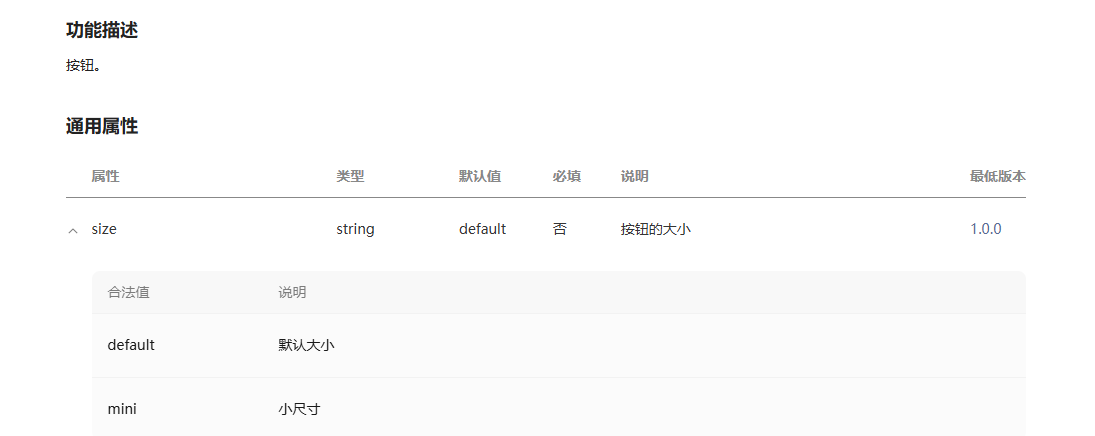 功能描述
按钮。
通用属性
属性 类型 默认值 必填 说明 最低版本
size string default 否 按钮的大小 1.0.0
合法值 说明
default 默认大小
mini 小尺寸